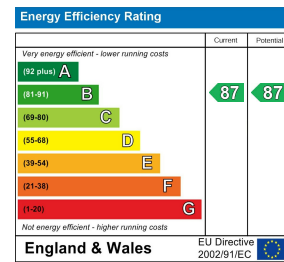 Energy Efficiency Rating
Current Potential
Very energy efficient - lower running costs
(92 plus) A
(81-91) B 87 87
(69-80) C
(55-68) D
(39-54) E
(21-38) F
(1-20) G
Not energy efficient - higher running costs
England & Wales
EU Directive
2002/91/EC